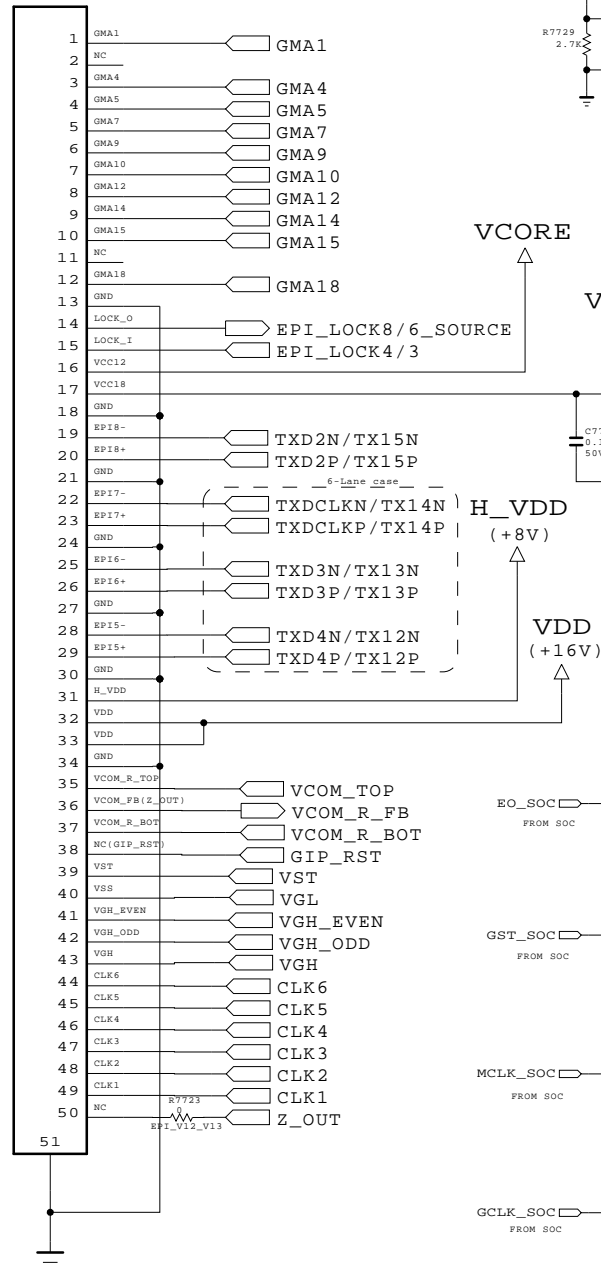 1 GMA1 GMA1
2 NC
3 GMA4 GMA4
4 GMA5 GMA5
5 GMA7 GMA7
6 GMA9 GMA9
7 GMA10 GMA10
8 GMA12 GMA12
9 GMA14 GMA14
10 GMA15 GMA15
11 NC
12 GMA18 GMA18
13 GND
14 LOCK_O EPI_LOCK8/6_SOURCE
15 LOCK_I EPI_LOCK4/3
16 VCC12
17 VCC18
18 GND
19 EPI8- TXD2N/TX15N
20 EPI8+ TXD2P/TX15P
21 GND
6-Lane case
22 EPI7- TXDCLKN/TX14N
23 EPI7+ TXDCLKP/TX14P
24 GND
25 EPI6- TXD3N/TX13N
26 EPI6+ TXD3P/TX13P
27 GND
28 EPI5- TXD4N/TX12N
29 EPI5+ TXD4P/TX12P
30 GND
31 H_VDD
32 VDD
33 VDD
34 GND
35 VCOM_R_TOP VCOM_TOP
36 VCOM_FB(Z_OUT) VCOM_R_FB
37 VCOM_R_BOT VCOM_R_BOT
38 NC(GIP_RST) GIP_RST
39 VST VST
40 VSS VGL
41 VGH_EVEN VGH_EVEN
42 VGH_ODD VGH_ODD
43 VGH VGH
44 CLK6 CLK6
45 CLK5 CLK5
46 CLK4 CLK4
47 CLK3 CLK3
48 CLK2 CLK2
49 CLK1 CLK1
50 NC R7723 Z_OUT
0
EPI_V12_V13
51
R7729
2.7K
VCORE
V
C77
50V
H_VDD
(+8V)
VDD
(+16V)
EO_SOC
FROM SOC
GST_SOC
FROM SOC
MCLK_SOC
FROM SOC
GCLK_SOC
FROM SOC